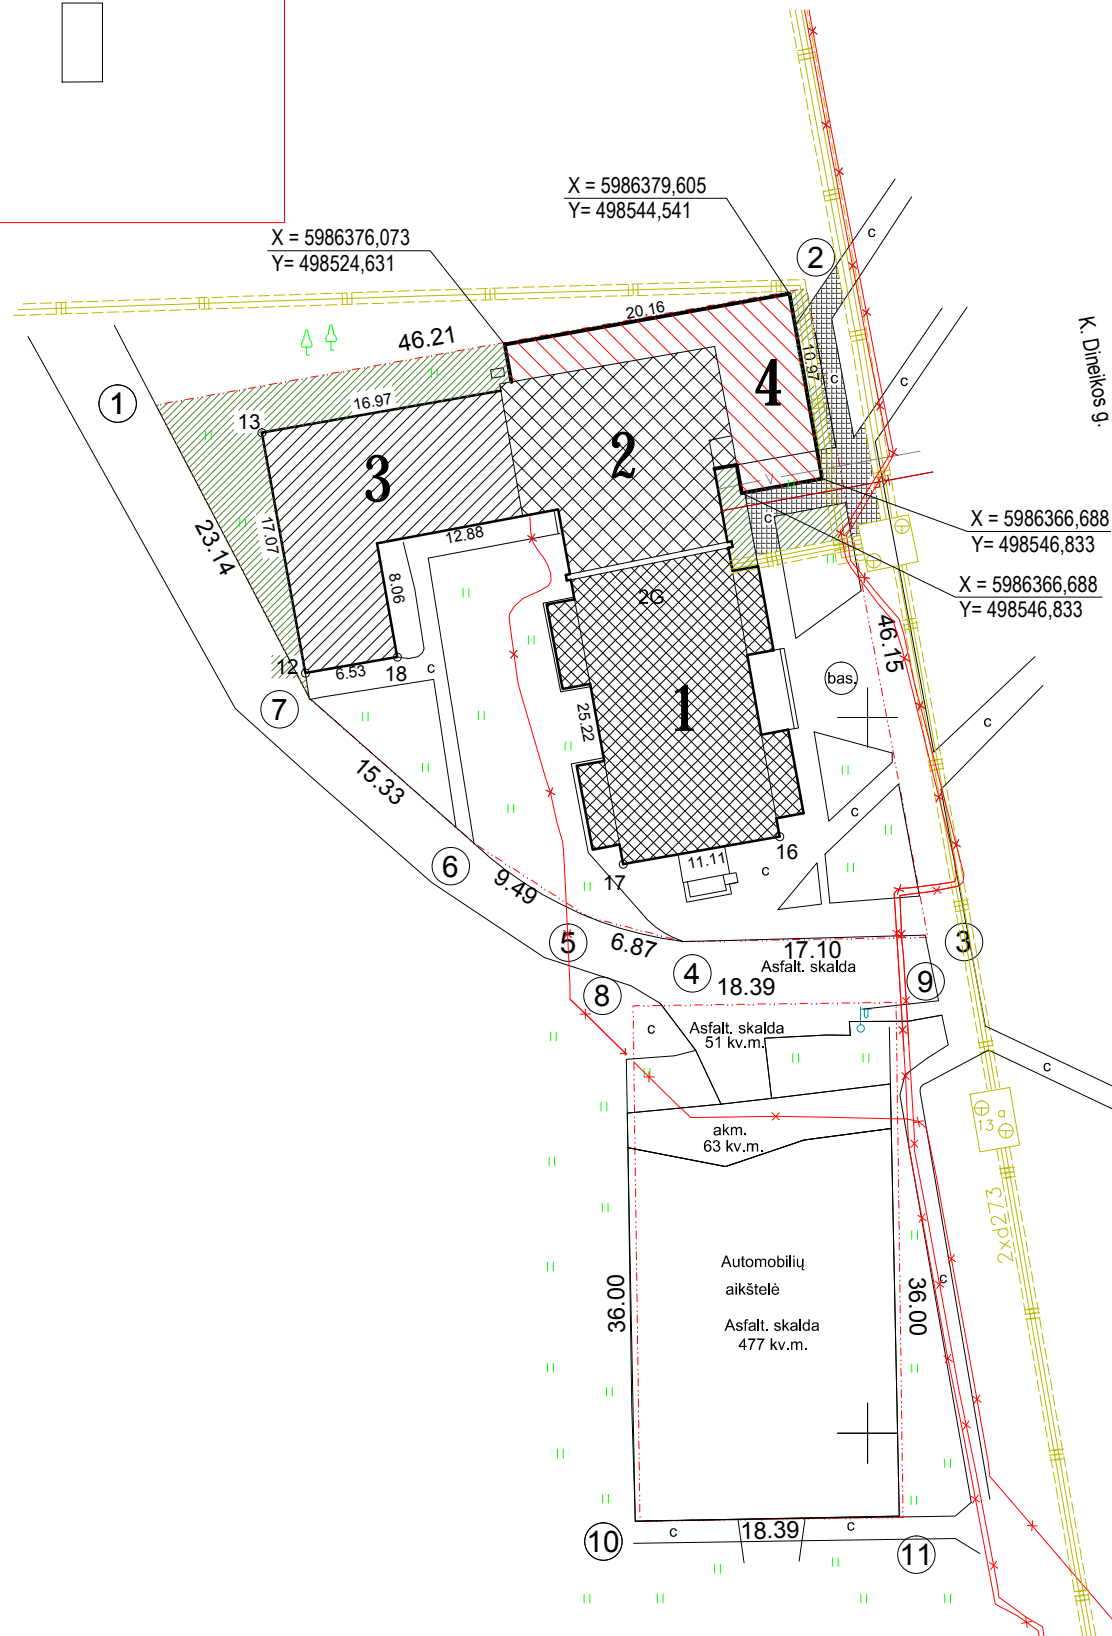 X = 5986379,605
Y= 498544,541
X = 5986376,073
Y= 498524,631
2
c
K. Dineikos g.
20.16
46.21
10.97
4
c
c
1
16.97
13
2
3
V
X = 5986366,688
Y= 498546,833
X = 5986366,688
Y= 498546,833
23.14
17.07
12.88
c
8.06
2G
46.15
12
6.53
18
c
bas.
7
25.22
1
c
15.33
c
6
11.11
16
17
c
9.49
5
6.87
17.10
3
4
Asfalt. skalda
18.39
9
8
c
Asfalt. skalda
51 kv.m.
c
akm.
63 kv.m.
13
2xd273
Automobilių
aikštelė
c
36.00
36.00
Asfalt. skalda
477 kv.m.
10
c
18.39
c
11